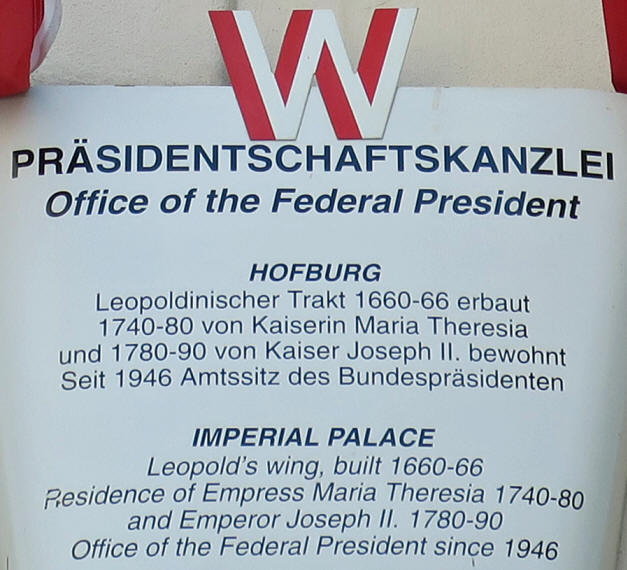 W
PRÄSIDENTSCHAFTSKANZLEI
Office of the Federal President
HOFBURG
Leopoldinischer Trakt 1660-66 erbaut
1740-80 von Kaiserin Maria Theresia
und 1780-90 von Kaiser Joseph II. bewohnt
Seit 1946 Amtssitz des Bundespräsidenten
IMPERIAL PALACE
Leopold's wing, built 1660-66
Residence of Empress Maria Theresia 1740-80
and Emperor Joseph II. 1780-90
Office of the Federal President since 1946